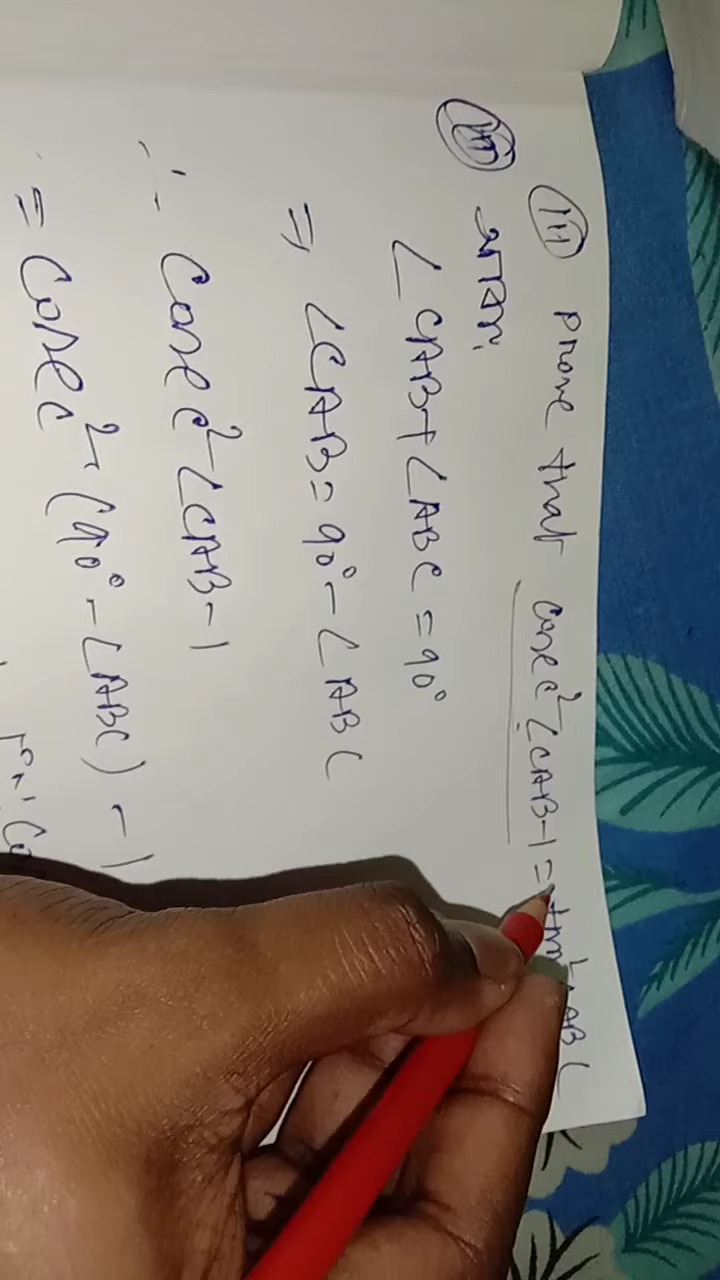 (iii) Prove that cosec²∠CAB-1 = tan²∠ABC
(iii) আমরা,
∠CAB+∠ABC = 90°
⇒, ∠CAB = 90° - ∠ABC
∴ Cosec²∠CAB-1
= Cosec²(90° - ∠ABC) - 1